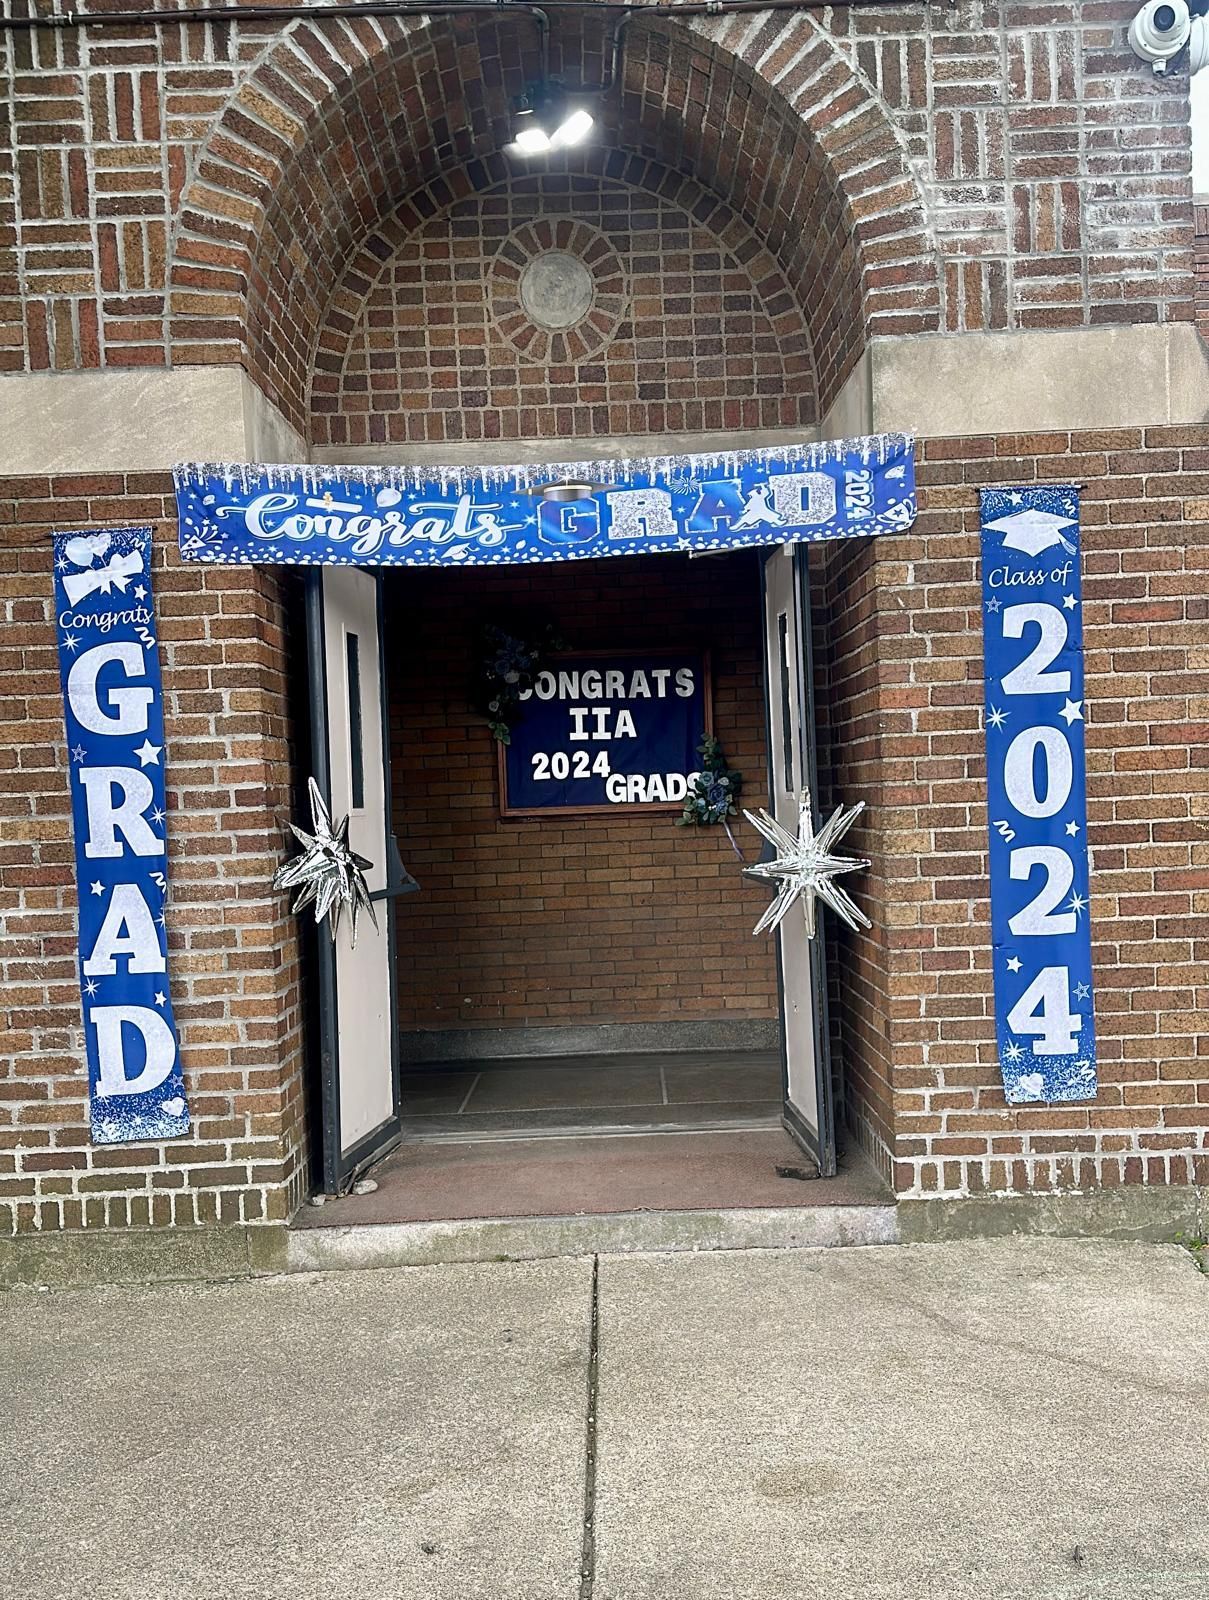 Congrats GRAD 2024
Congrats
GRAD
CONGRATS
IIA
2024
GRADS
Class of
2024